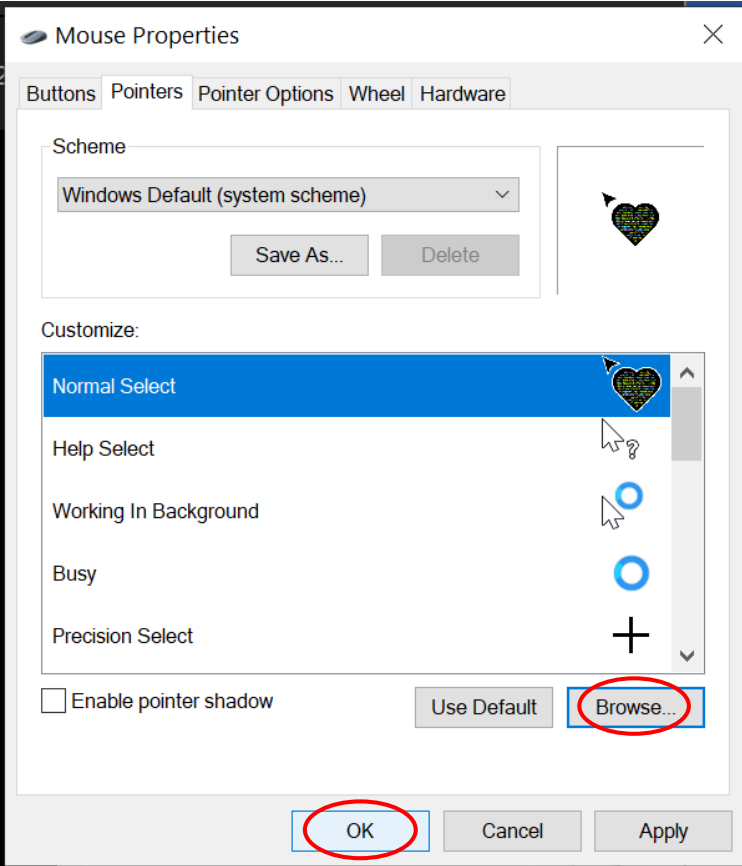 Mouse Properties
Buttons Pointers Pointer Options Wheel Hardware
Scheme
Windows Default (system scheme)
Save As... Delete
Customize:
Normal Select
Help Select
Working In Background
Busy
Precision Select
Enable pointer shadow
Use Default Browse...
OK Cancel Apply